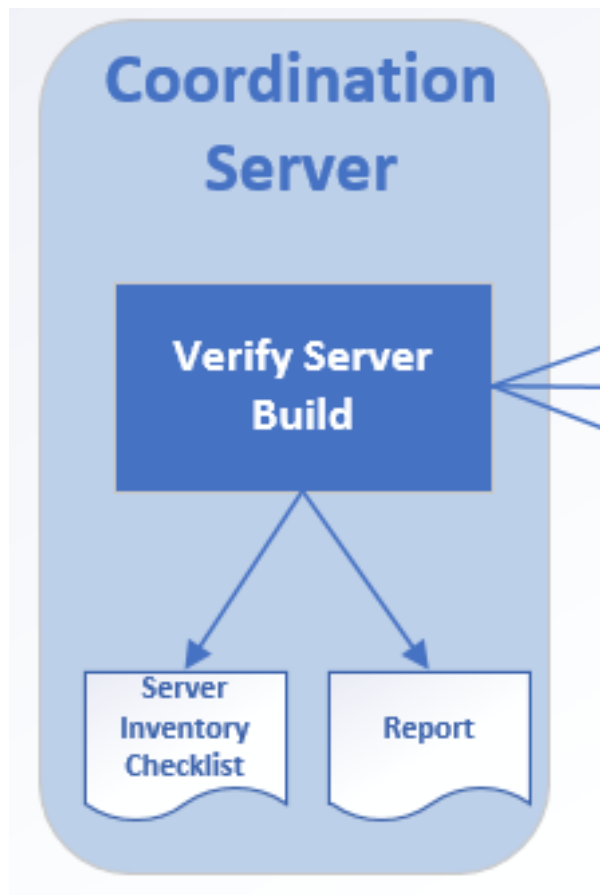 Coordination
Server
Verify Server
Build
Server
Inventory
Checklist
Report